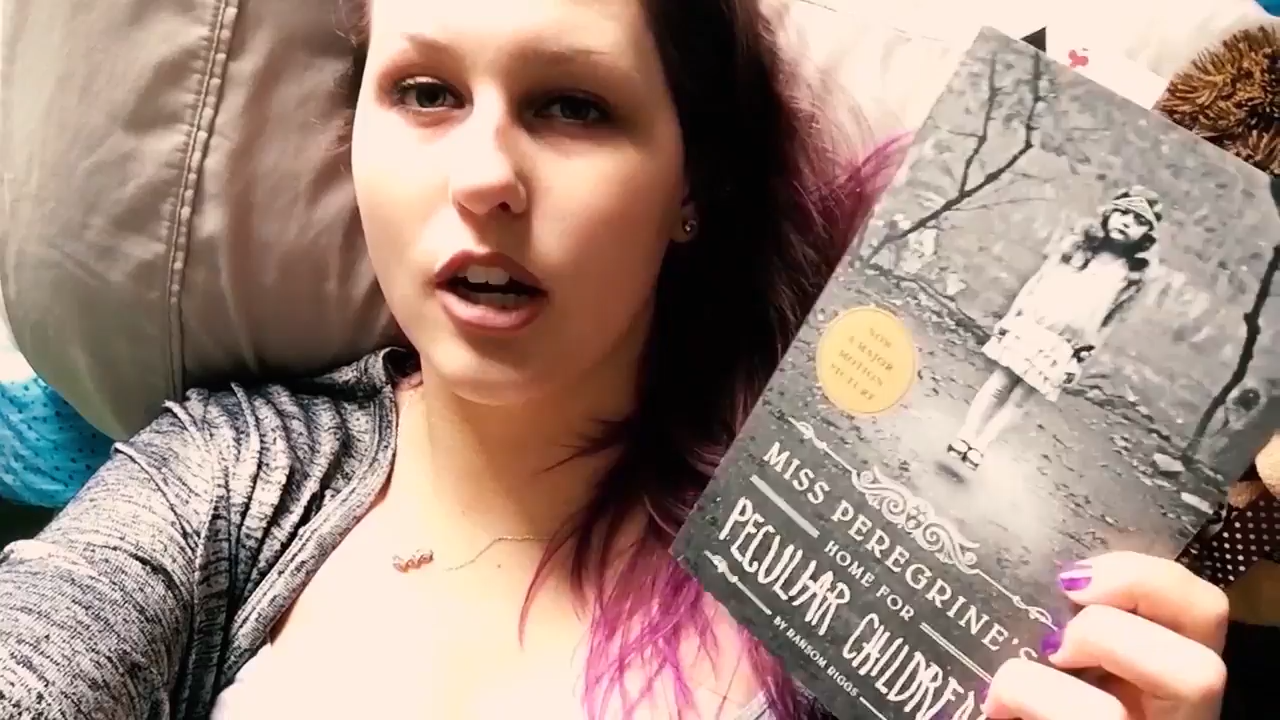 NOW
A MAJOR
MOTION
PICTURE
MISS PEREGRINE'S
HOME FOR
PECULIAR CHILDREN
BY RANSOM RIGGS